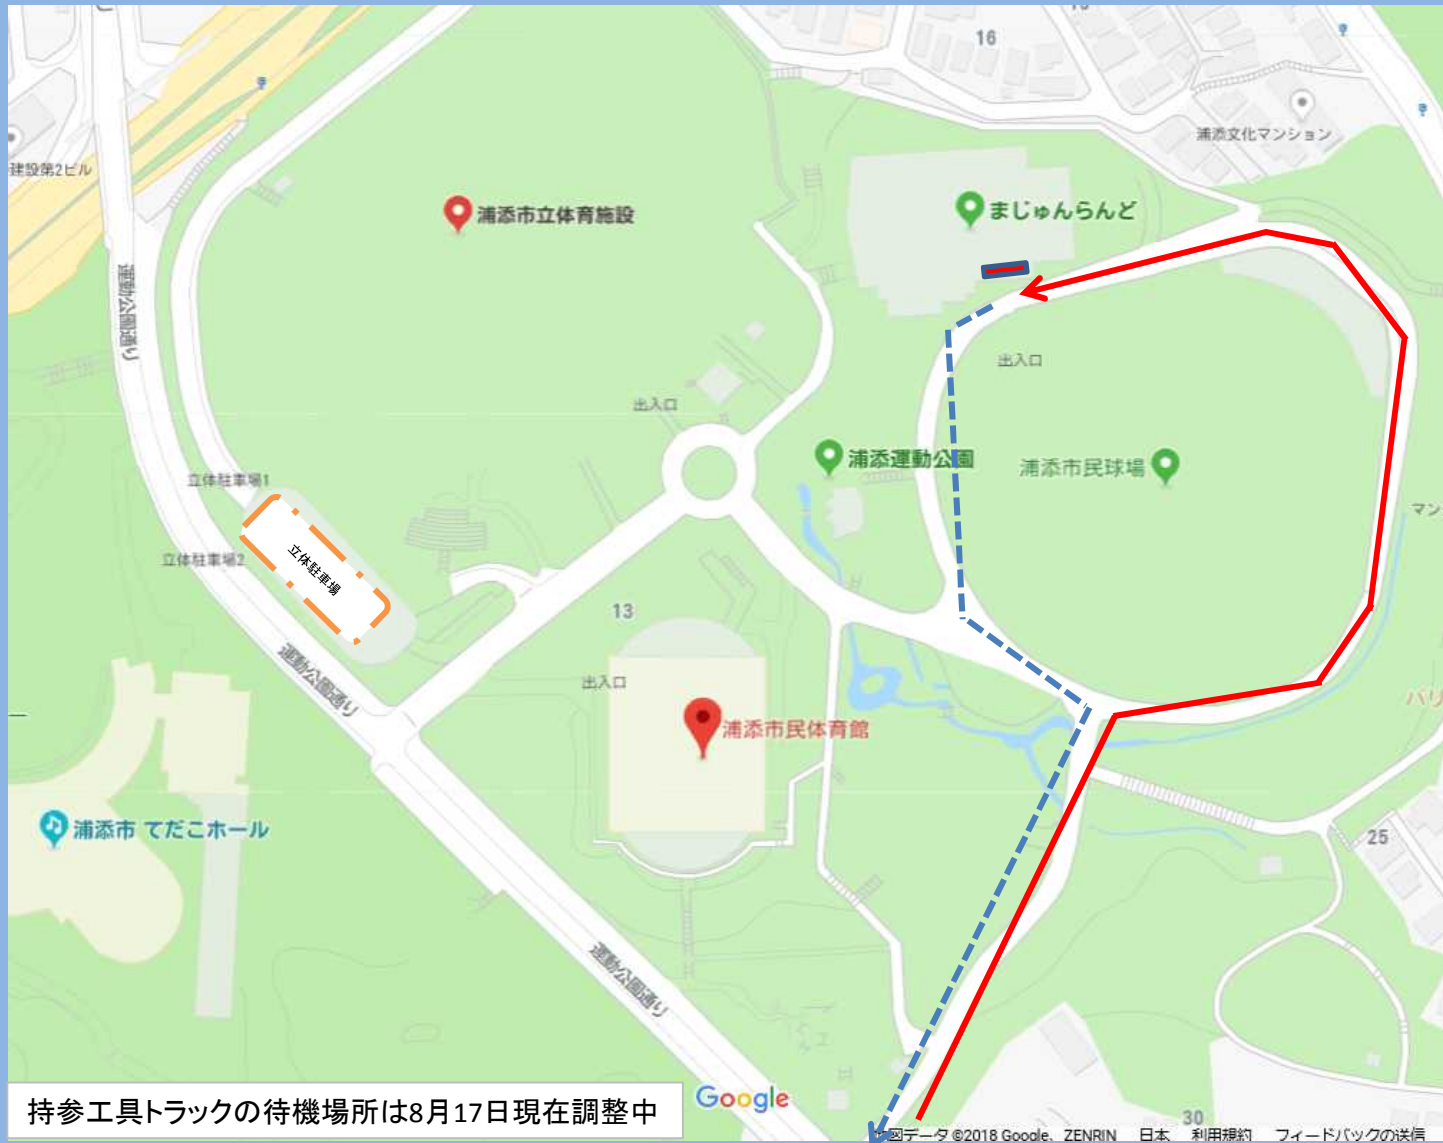 16
浦添文化マンション
建設第2ビル
浦添市立体育施設
まじゅんらんど
運動公園通り
出入口
出入口
浦添運動公園
浦添市民球場
立体駐車場1
マン
立体駐車場2
立体駐車場
13
運動公園通り
出入口
浦添市民体育館
バリ
浦添市 てだこホール
25
運動公園通り
持参工具トラックの待機場所は8月17日現在調整中
Google
30
地図データ ©2018 Google、ZENRIN 日本 利用規約 フィードバックの送信